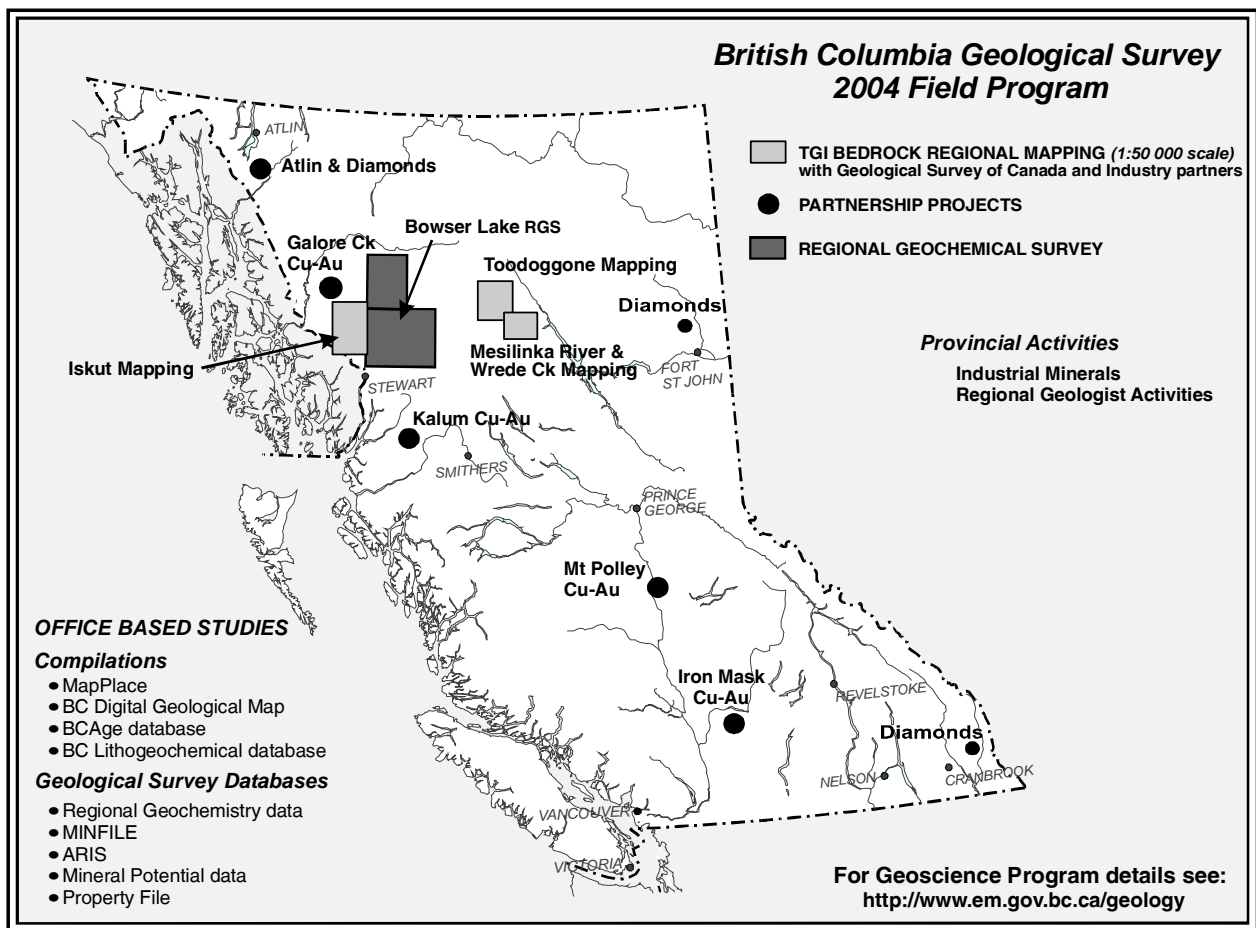 British Columbia Geological Survey
2004 Field Program
TGI BEDROCK REGIONAL MAPPING (1:50 000 scale)
with Geological Survey of Canada and Industry partners
PARTNERSHIP PROJECTS
REGIONAL GEOCHEMICAL SURVEY
Provincial Activities
Industrial Minerals
Regional Geologist Activities
ATLIN
Atlin & Diamonds
Bowser Lake RGS
Galore Ck
Cu-Au
Toodoggone Mapping
Diamonds
Mesilinka River &
Wrede Ck Mapping
FORT
ST JOHN
Iskut Mapping
STEWART
Kalum Cu-Au
SMITHERS
PRINCE
GEORGE
Mt Polley
Cu-Au
Iron Mask
Cu-Au
REVELSTOKE
Diamonds
NELSON
CRANBROOK
VANCOUVER
VICTORIA
OFFICE BASED STUDIES
Compilations
● MapPlace
● BC Digital Geological Map
● BCAge database
● BC Lithogeochemical database
Geological Survey Databases
● Regional Geochemistry data
● MINFILE
● ARIS
● Mineral Potential data
● Property File
For Geoscience Program details see:
http://www.em.gov.bc.ca/geology